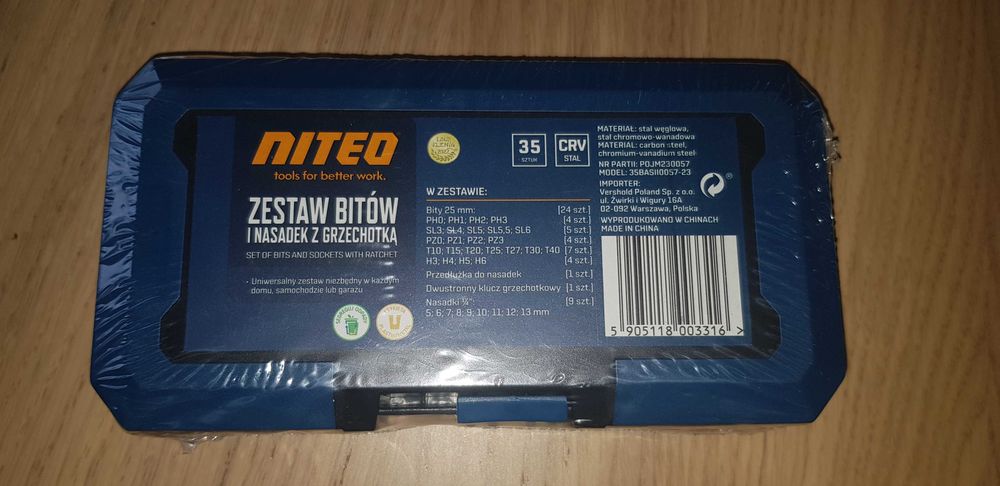 NITEO
tools for better work.
ZESTAW BITÓW
I NASADEK Z GRZECHOTKĄ
SET OF BITS AND SOCKETS WITH RATCHET
• Uniwersalny zestaw niezbędny w każdym
domu, samochodzie lub garażu
SEGREGUJ ODPADY
35
SZTUK
CRV
STAL
W ZESTAWIE:
Bity 25 mm: [24 szt.]
PH0; PH1; PH2; PH3 [4 szt.]
SL3; SL4; SL5; SL5,5; SL6 [5 szt.]
PZ0; PZ1; PZ2; PZ3 [4 szt.]
T10; T15; T20; T25; T27; T30; T40 [7 szt.]
H3; H4; H5; H6 [4 szt.]
Przedłużka do nasadek [1 szt.]
Dwustronny klucz grzechotkowy [1 szt.]
Nasadki ¼": [9 szt.]
5; 6; 7; 8; 9; 10; 11; 12; 13 mm
MATERIAŁ: stal węglowa,
stal chromowo-wanadowa
MATERIAL: carbon steel,
chromium-vanadium steel
NR PARTII: POJM230057
MODEL: 35BASII0057-23
IMPORTER:
Vershold Poland Sp. z o.o.
ul. Żwirki i Wigury 16A
02-092 Warszawa, Polska
WYPRODUKOWANO W CHINACH
MADE IN CHINA
5 905118 003316 >